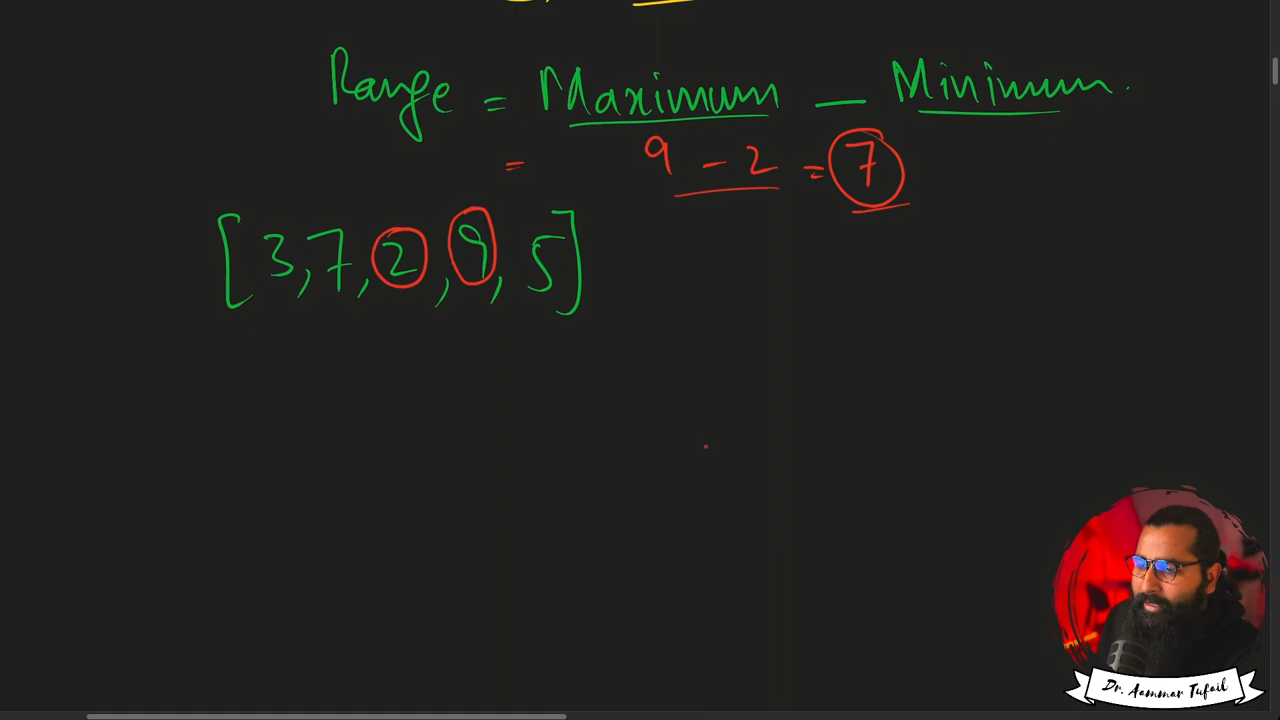 Range = Maximum — Minimum.
= 9 - 2 = 7
[3, 7, 2, 9, 5]
Dr. Aammar Tufail